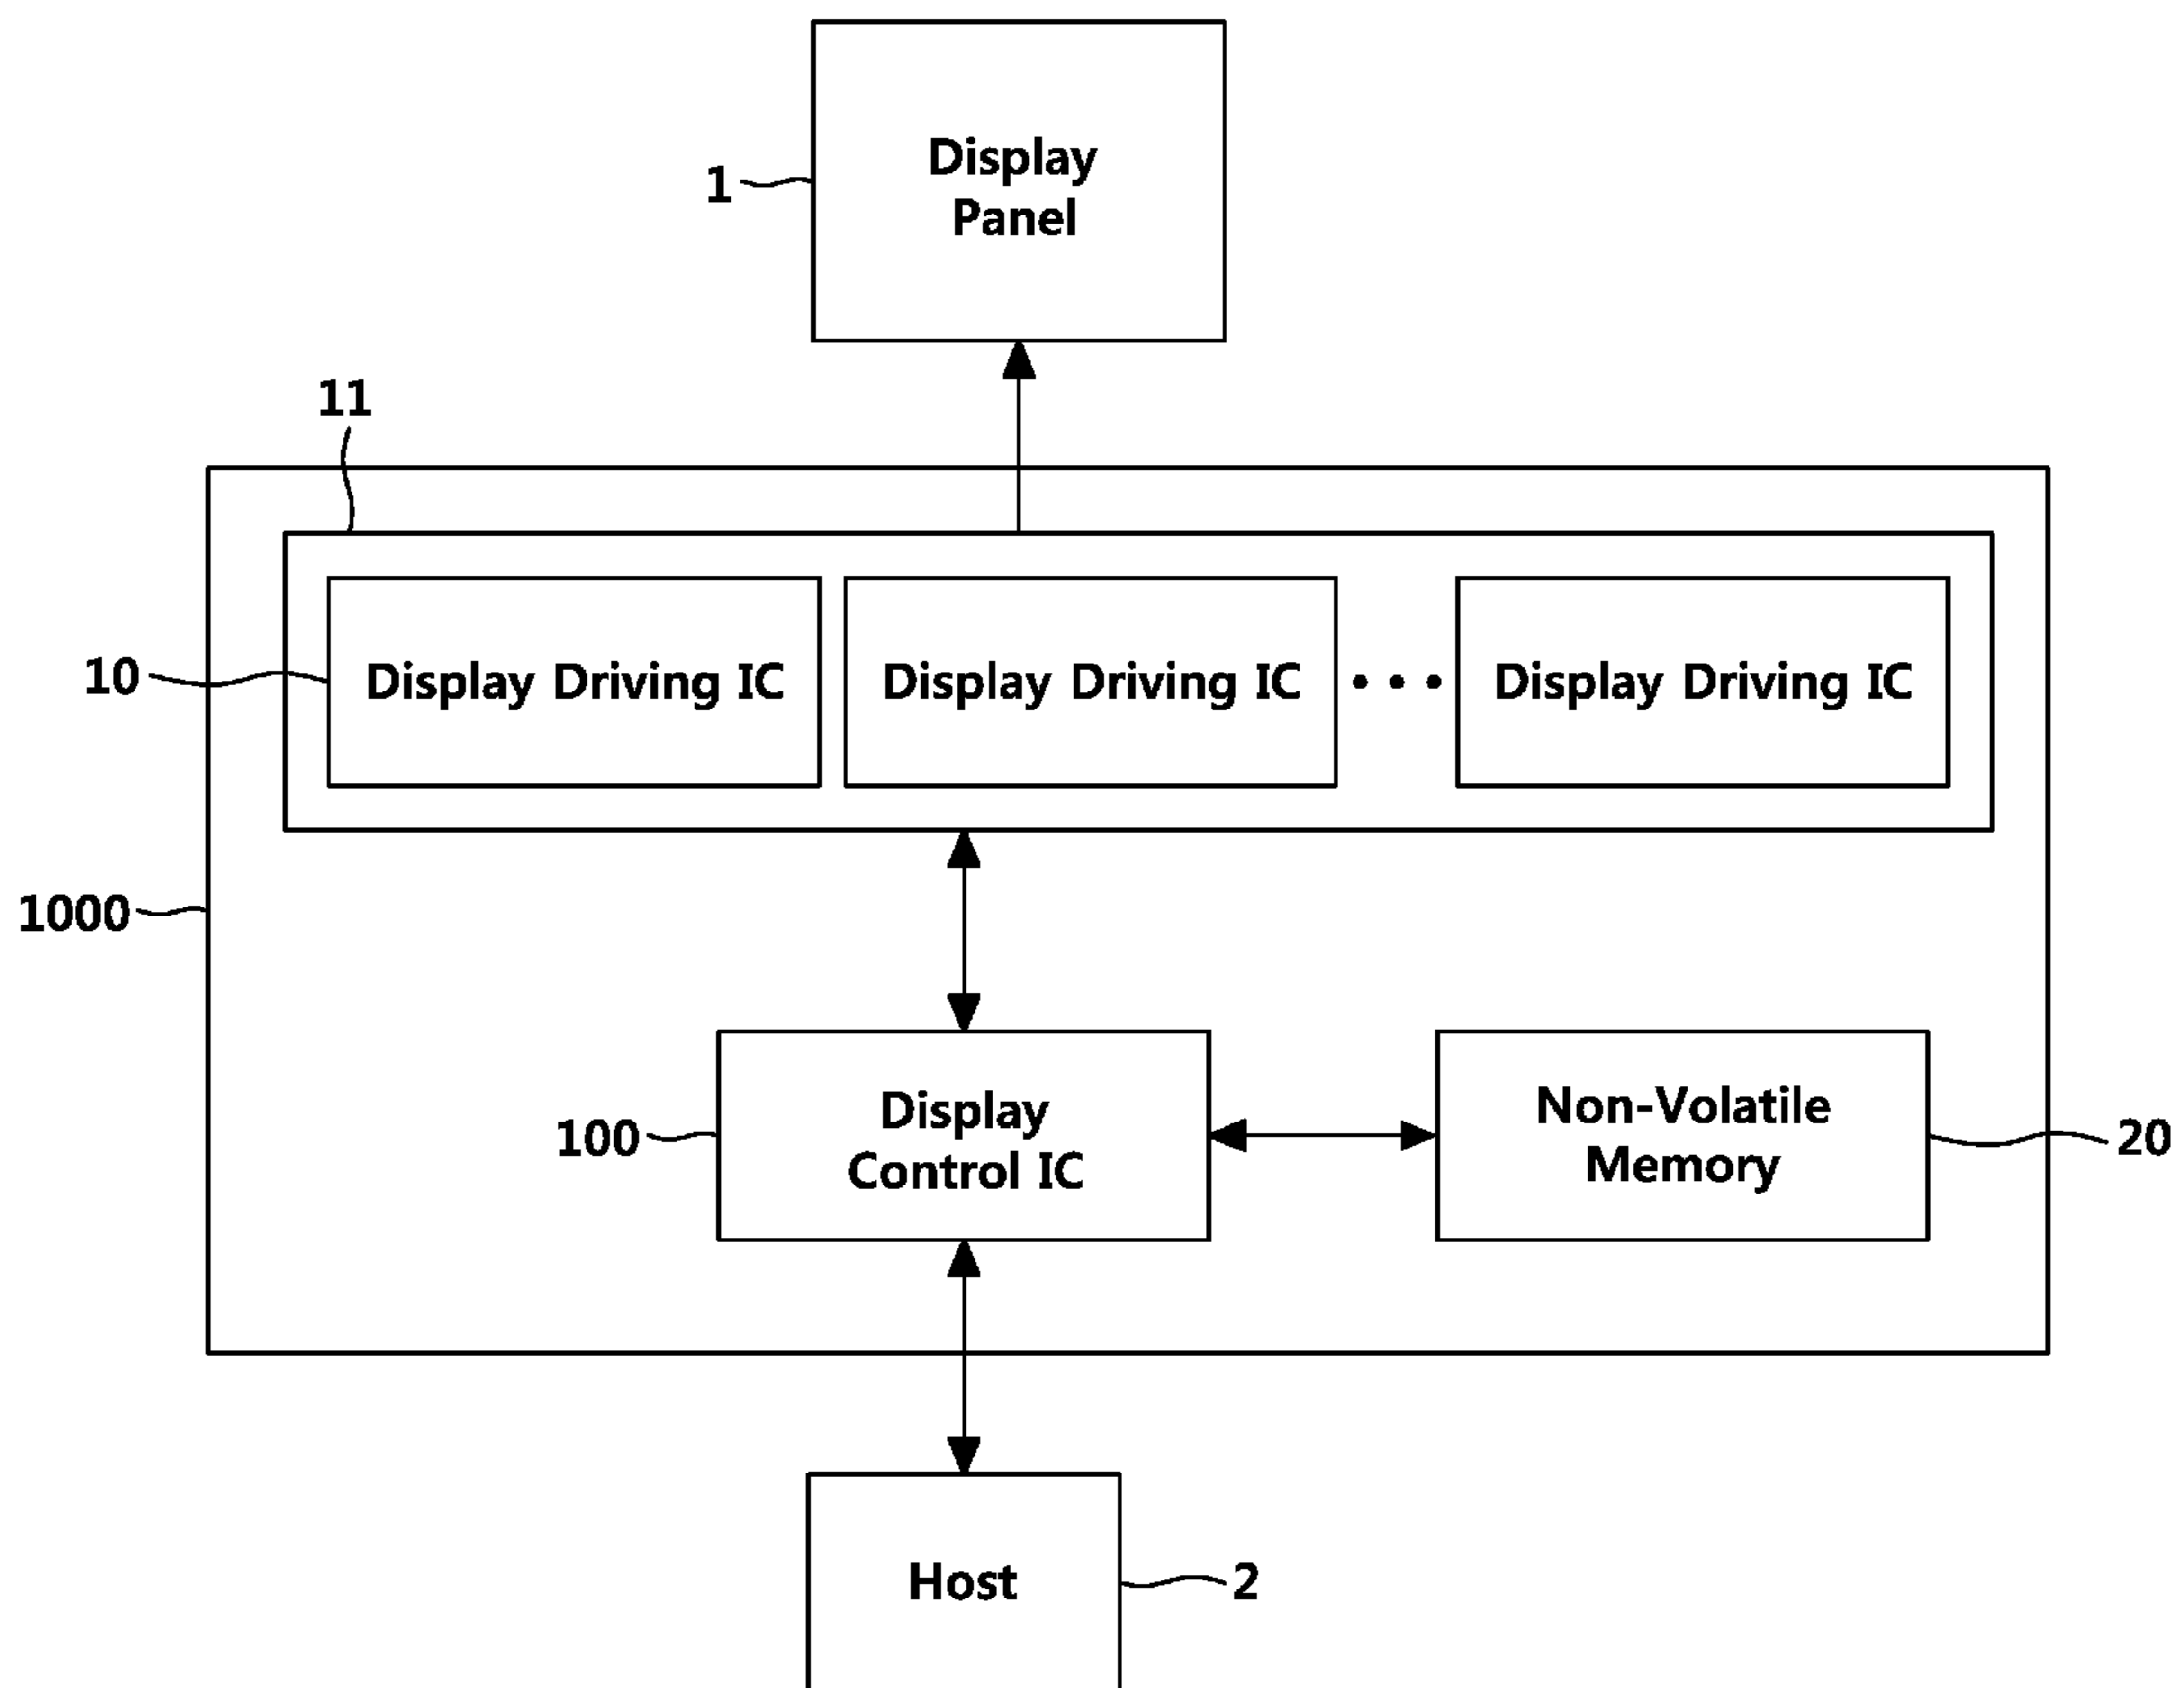 Display
Panel
1
11
10
Display Driving IC
Display Driving IC
• • •
Display Driving IC
1000
100
Display
Control IC
Non-Volatile
Memory
20
Host
2